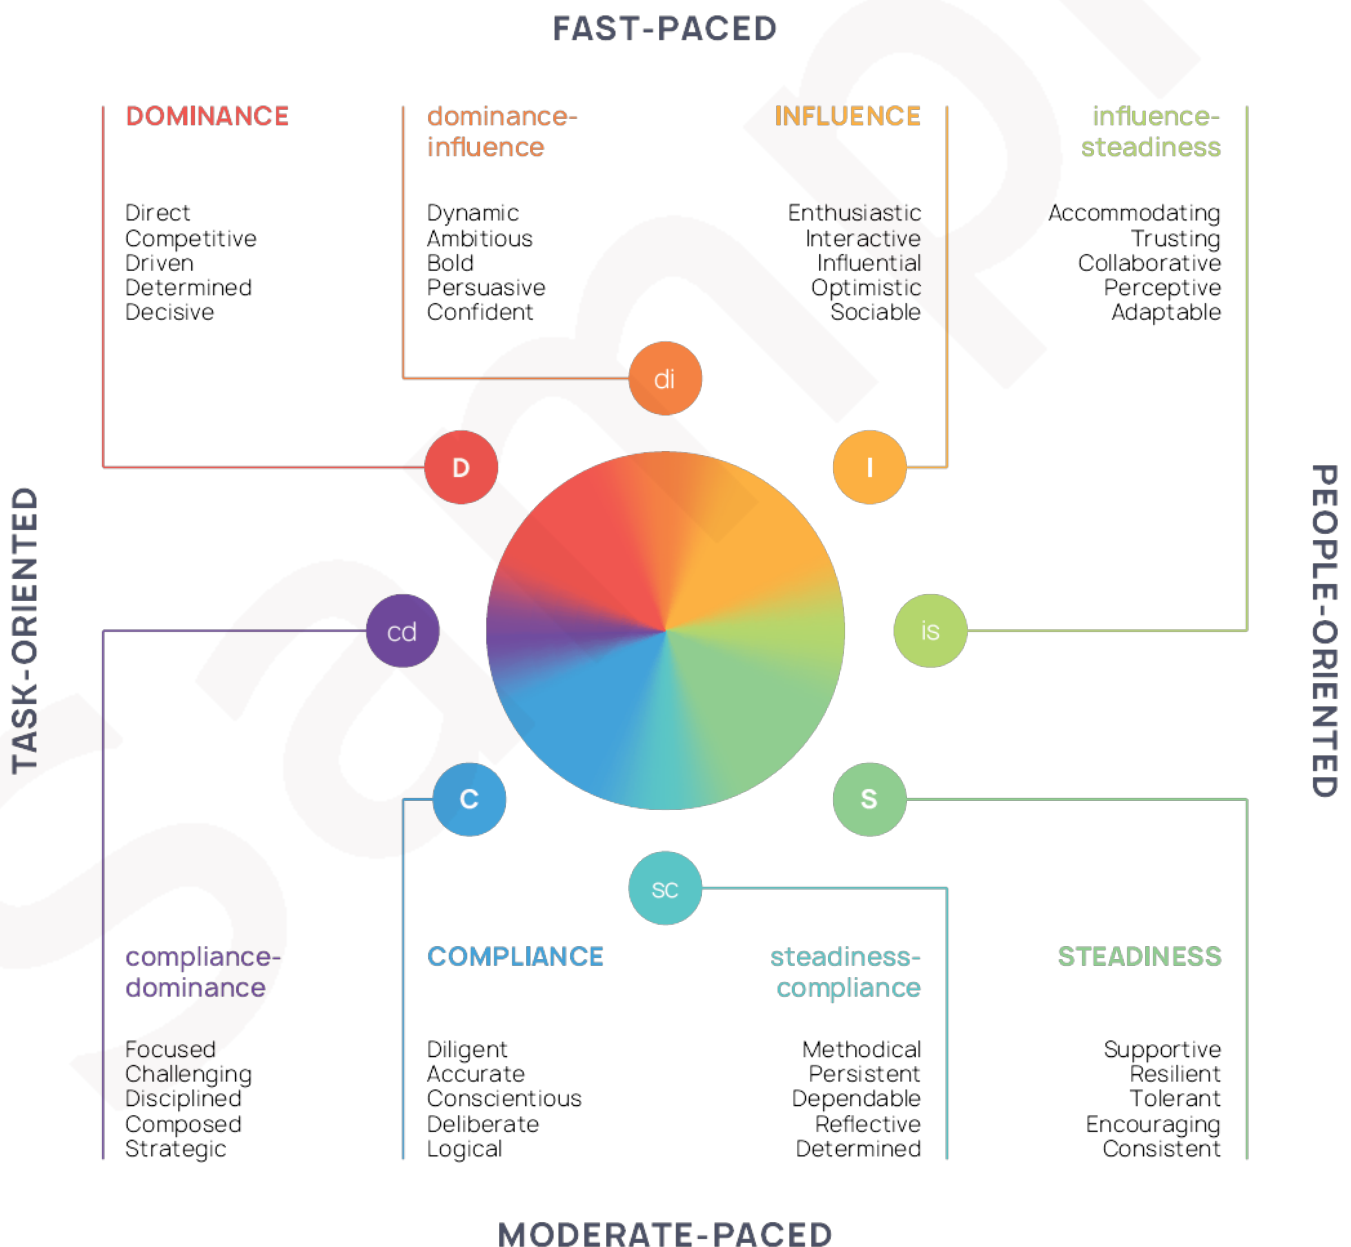 FAST-PACED
DOMINANCE
Direct
Competitive
Driven
Determined
Decisive
dominance-
influence
Dynamic
Ambitious
Bold
Persuasive
Confident
INFLUENCE
Enthusiastic
Interactive
Influential
Optimistic
Sociable
influence-
steadiness
Accommodating
Trusting
Collaborative
Perceptive
Adaptable
di
D
I
TASK-ORIENTED
PEOPLE-ORIENTED
cd
is
C
S
sc
compliance-
dominance
Focused
Challenging
Disciplined
Composed
Strategic
COMPLIANCE
Diligent
Accurate
Conscientious
Deliberate
Logical
steadiness-
compliance
Methodical
Persistent
Dependable
Reflective
Determined
STEADINESS
Supportive
Resilient
Tolerant
Encouraging
Consistent
MODERATE-PACED